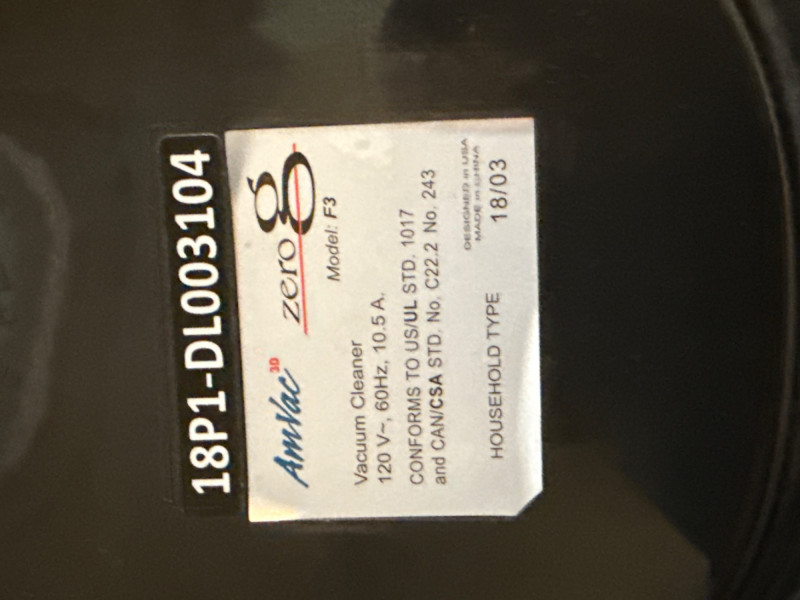 18P1-DL003104
AmVac 3D zero g
Model: F3
Vacuum Cleaner
120 V~, 60Hz, 10.5 A.
CONFORMS TO US/UL STD. 1017
and CAN/CSA STD. No. C22.2 No. 243
DESIGNED in USA
MADE in CHINA
HOUSEHOLD TYPE 18/03